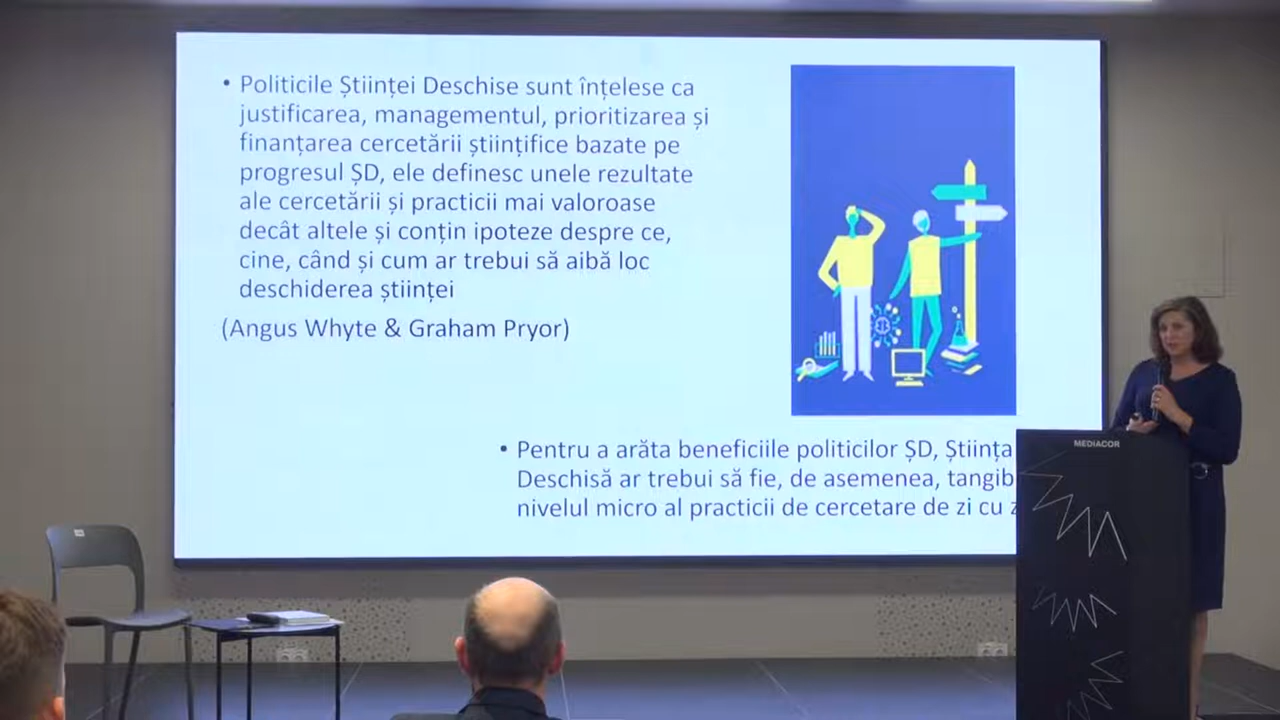 • Politicile Științei Deschise sunt înțelese ca
justificarea, managementul, prioritizarea și
finanțarea cercetării științifice bazate pe
progresul ȘD, ele definesc unele rezultate
ale cercetării și practicii mai valoroase
decât altele și conțin ipoteze despre ce,
cine, când și cum ar trebui să aibă loc
deschiderea științei
(Angus Whyte & Graham Pryor)
• Pentru a arăta beneficiile politicilor ȘD, Știința
Deschisă ar trebui să fie, de asemenea,
nivelul micro al practicii de cercetare de zi cu
MEDIACOR